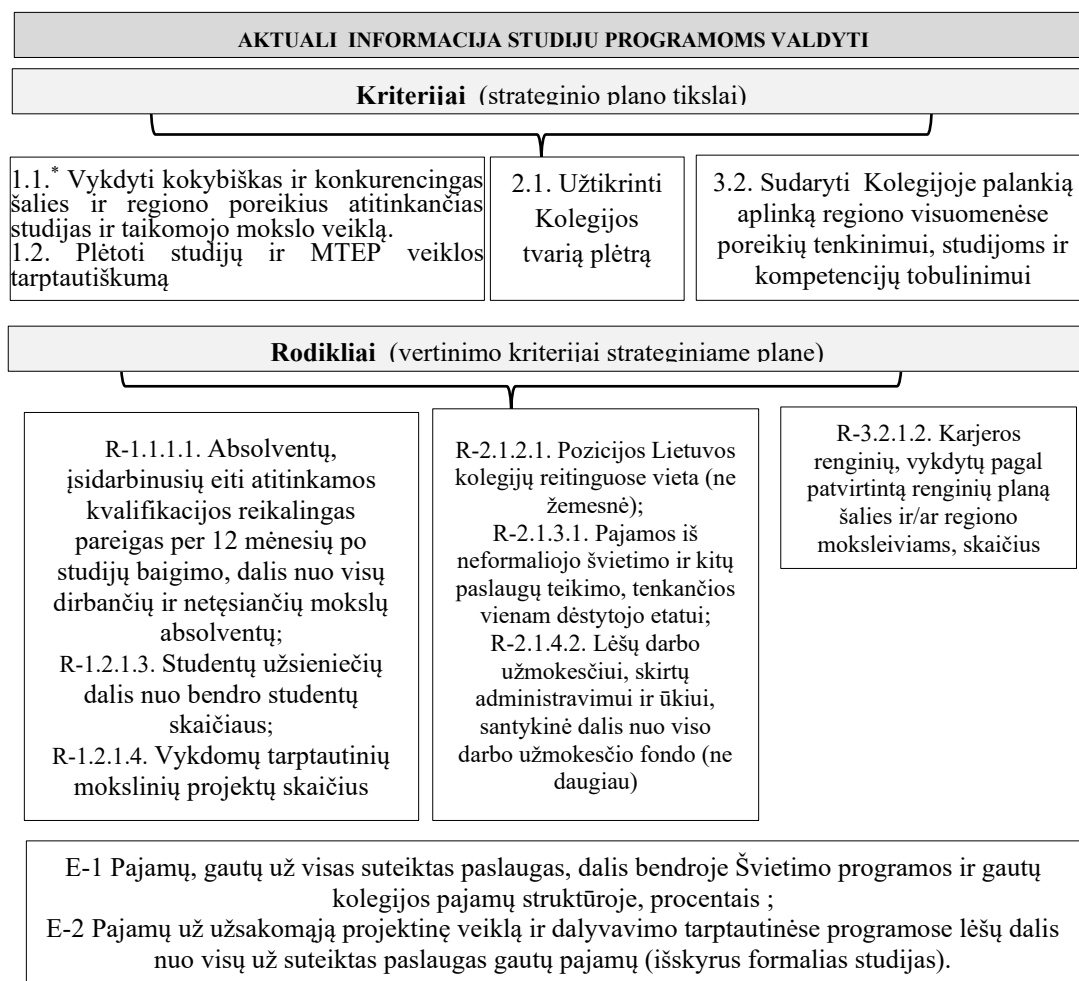 AKTUALI INFORMACIJA STUDIJU PROGRAMOMS VALDYTI
Kriterijai (strateginio plano tikslai)
1.1.* Vykdyti kokybiškas ir konkurencingas
šalies ir regiono poreikius atitinkančias
studijas ir taikomojo mokslo veiklą.
1.2. Plėtoti studijų ir MTEP veiklos
tarptautiškumą
2.1. Užtikrinti
Kolegijos
tvarią plėtrą
3.2. Sudaryti Kolegijoje palankią
aplinką regiono visuomenėse
poreikių tenkinimui, studijoms ir
kompetencijų tobulinimui
Rodikliai (vertinimo kriterijai strateginiame plane)
R-1.1.1.1. Absolventų,
įsidarbinusių eiti atitinkamos
kvalifikacijos reikalingas
pareigas per 12 mėnesių po
studijų baigimo, dalis nuo visų
dirbančių ir netęsiančių mokslų
absolventų;
R-1.2.1.3. Studentų užsieniečių
dalis nuo bendro studentų
skaičiaus;
R-1.2.1.4. Vykdomų tarptautinių
mokslinių projektų skaičius
R-2.1.2.1. Pozicijos Lietuvos
kolegijų reitinguose vieta (ne
žemesnė);
R-2.1.3.1. Pajamos iš
neformaliojo švietimo ir kitų
paslaugų teikimo, tenkančios
vienam dėstytojo etatui;
R-2.1.4.2. Lėšų darbo
užmokesčiui, skirtų
administravimui ir ūkiui,
santykinė dalis nuo viso
darbo užmokesčio fondo (ne
daugiau)
R-3.2.1.2. Karjeros
renginių, vykdytų pagal
patvirtintą renginių planą
šalies ir/ar regiono
moksleiviams, skaičius
E-1 Pajamų, gautų už visas suteiktas paslaugas, dalis bendroje Švietimo programos ir gautų
kolegijos pajamų struktūroje, procentais ;
E-2 Pajamų už užsakomąją projektinę veiklą ir dalyvavimo tarptautinėse programose lėšų dalis
nuo visų už suteiktas paslaugas gautų pajamų (išskyrus formalias studijas).